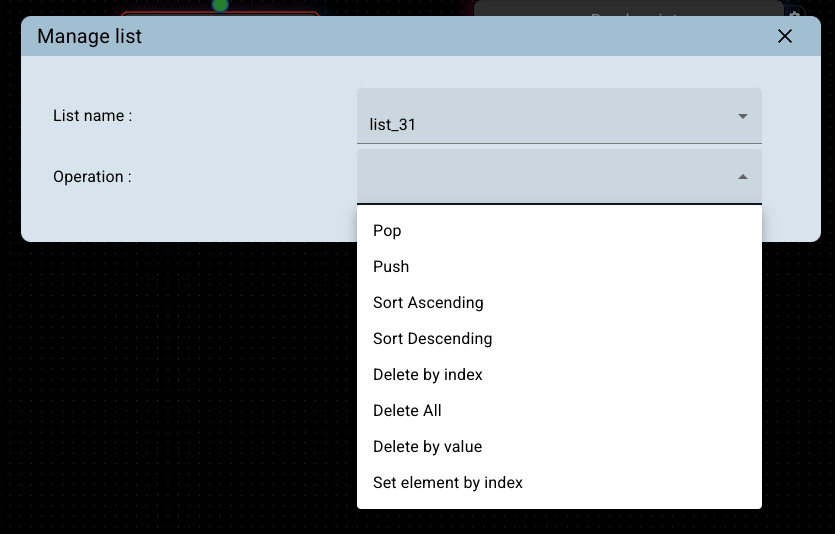 Manage list
List name :
list_31
Operation :
Pop
Push
Sort Ascending
Sort Descending
Delete by index
Delete All
Delete by value
Set element by index